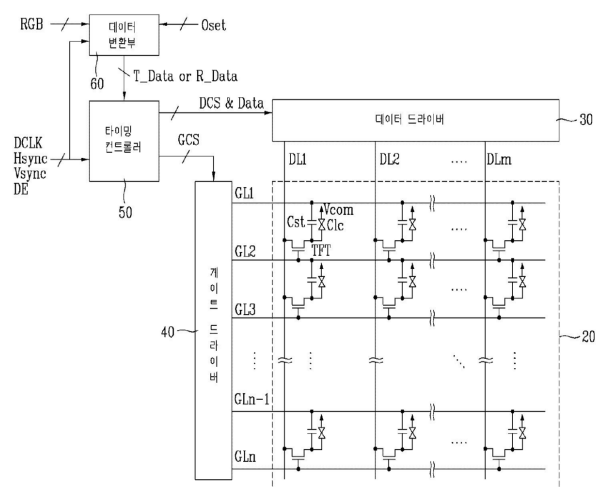 RGB
데이터
변환부
Oset
60
T_Data or R_Data
DCLK
Hsync
Vsync
DE
타이밍
컨트롤러
50
DCS & Data
GCS
데이터 드라이버
30
DL1
DL2
....
DLm
GL1
Vcom
Cst
Clc
....
GL2
TFT
....
GL3
게이트 드라이버
40
20
GLn-1
....
GLn